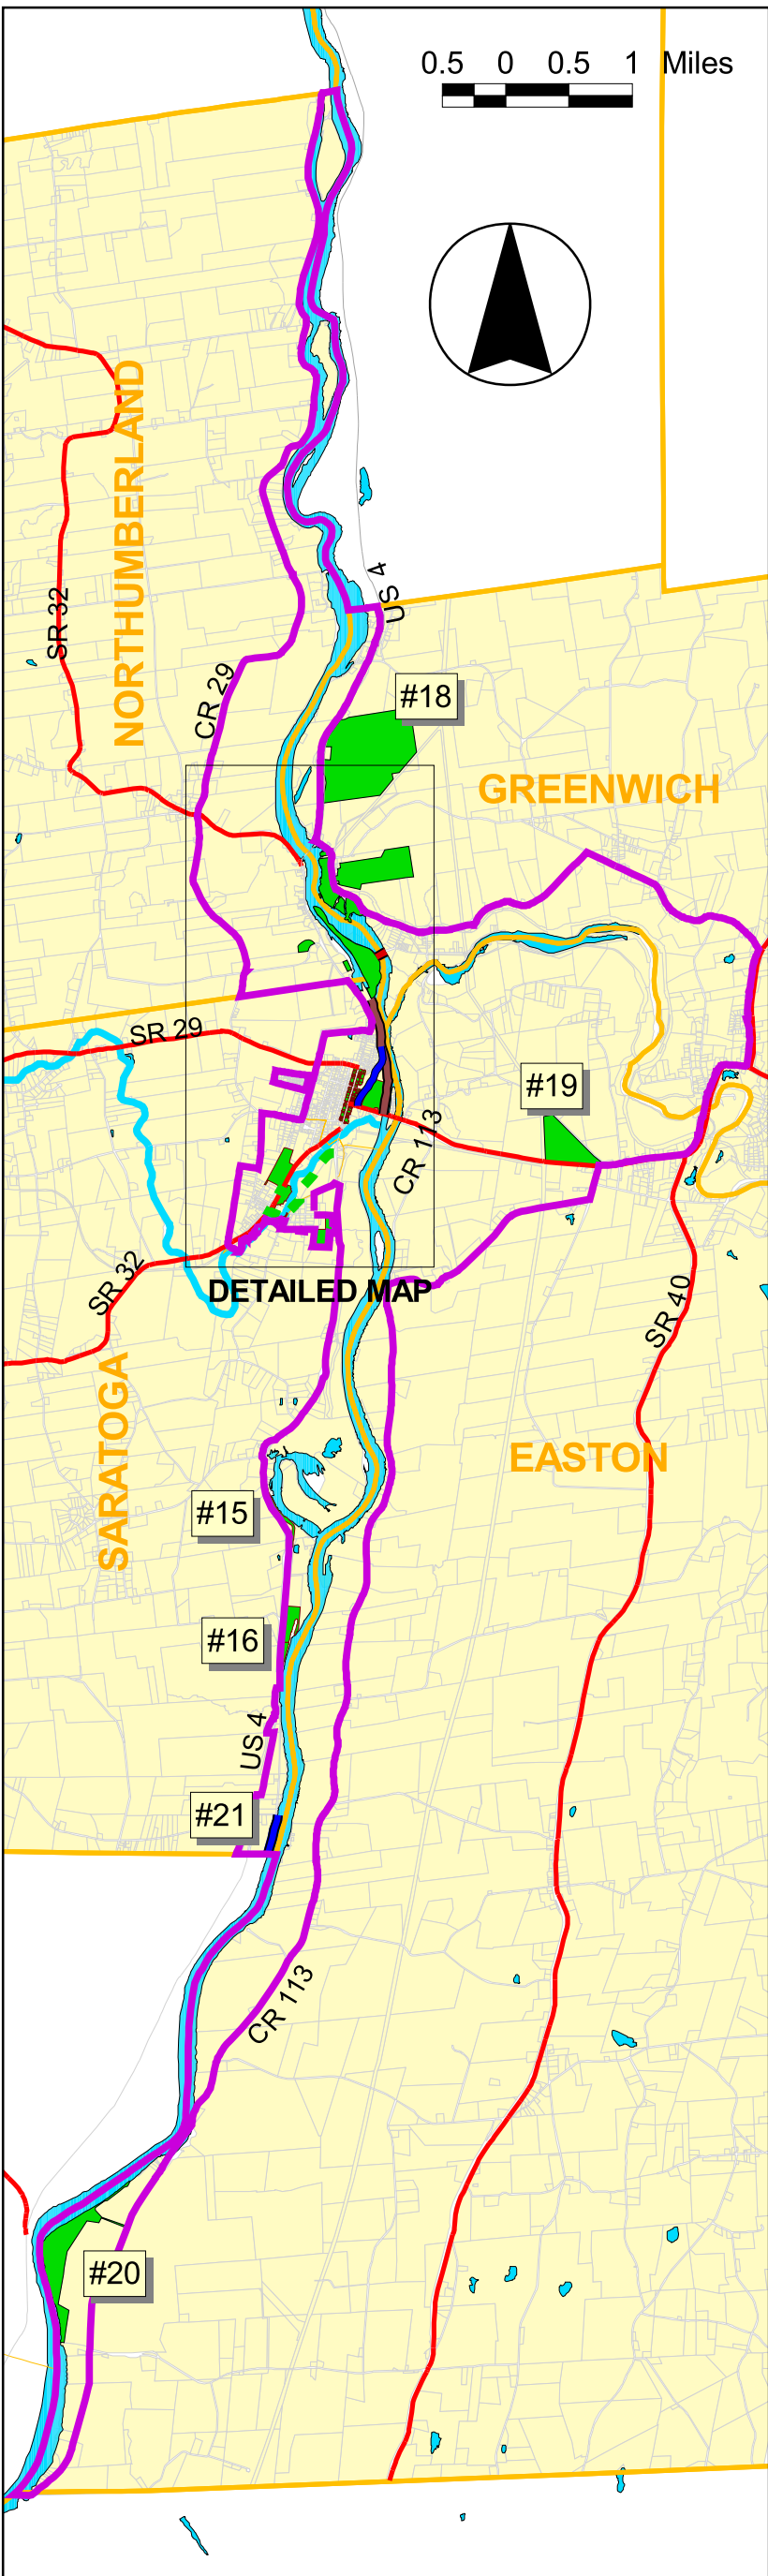 0.5 0 0.5 1 Miles
NORTHUMBERLAND
SR 32
US 4
CR 29
#18
GREENWICH
SR 29
#19
CR 113
SR 32
DETAILED MAP
SR 40
SARATOGA
EASTON
#15
#16
US 4
#21
CR 113
#20